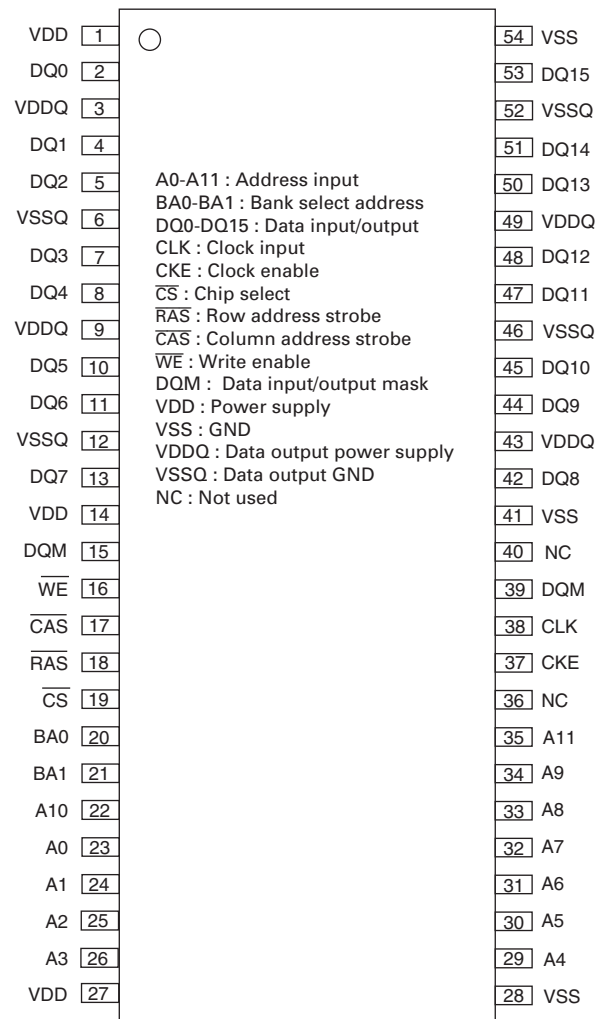 VDD 1
DQ0 2
VDDQ 3
DQ1 4
DQ2 5
VSSQ 6
DQ3 7
DQ4 8
VDDQ 9
DQ5 10
DQ6 11
VSSQ 12
DQ7 13
VDD 14
DQM 15
W̅E̅ 16
C̅A̅S̅ 17
R̅A̅S̅ 18
C̅S̅ 19
BA0 20
BA1 21
A10 22
A0 23
A1 24
A2 25
A3 26
VDD 27
A0-A11 : Address input
BA0-BA1 : Bank select address
DQ0-DQ15 : Data input/output
CLK : Clock input
CKE : Clock enable
C̅S̅ : Chip select
R̅A̅S̅ : Row address strobe
C̅A̅S̅ : Column address strobe
W̅E̅ : Write enable
DQM : Data input/output mask
VDD : Power supply
VSS : GND
VDDQ : Data output power supply
VSSQ : Data output GND
NC : Not used
54 VSS
53 DQ15
52 VSSQ
51 DQ14
50 DQ13
49 VDDQ
48 DQ12
47 DQ11
46 VSSQ
45 DQ10
44 DQ9
43 VDDQ
42 DQ8
41 VSS
40 NC
39 DQM
38 CLK
37 CKE
36 NC
35 A11
34 A9
33 A8
32 A7
31 A6
30 A5
29 A4
28 VSS